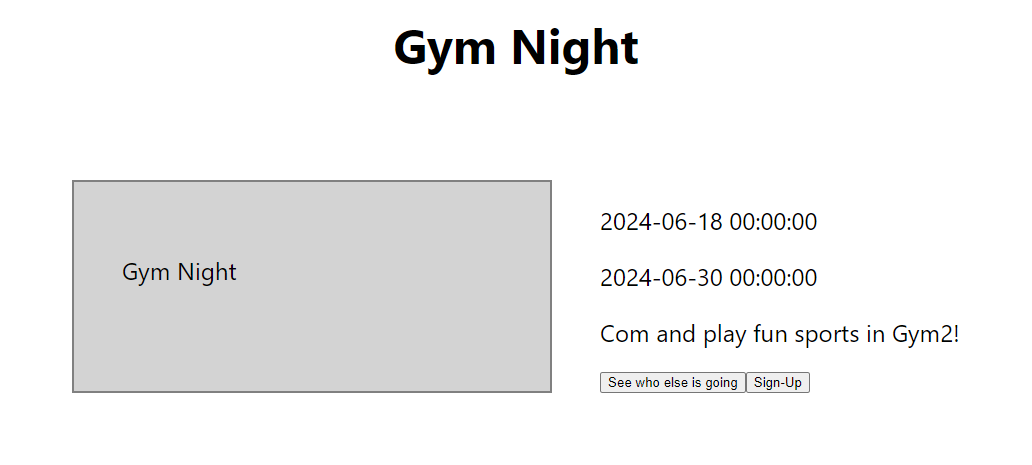 Gym Night
Gym Night
2024-06-18 00:00:00
2024-06-30 00:00:00
Com and play fun sports in Gym2!
See who else is going Sign-Up